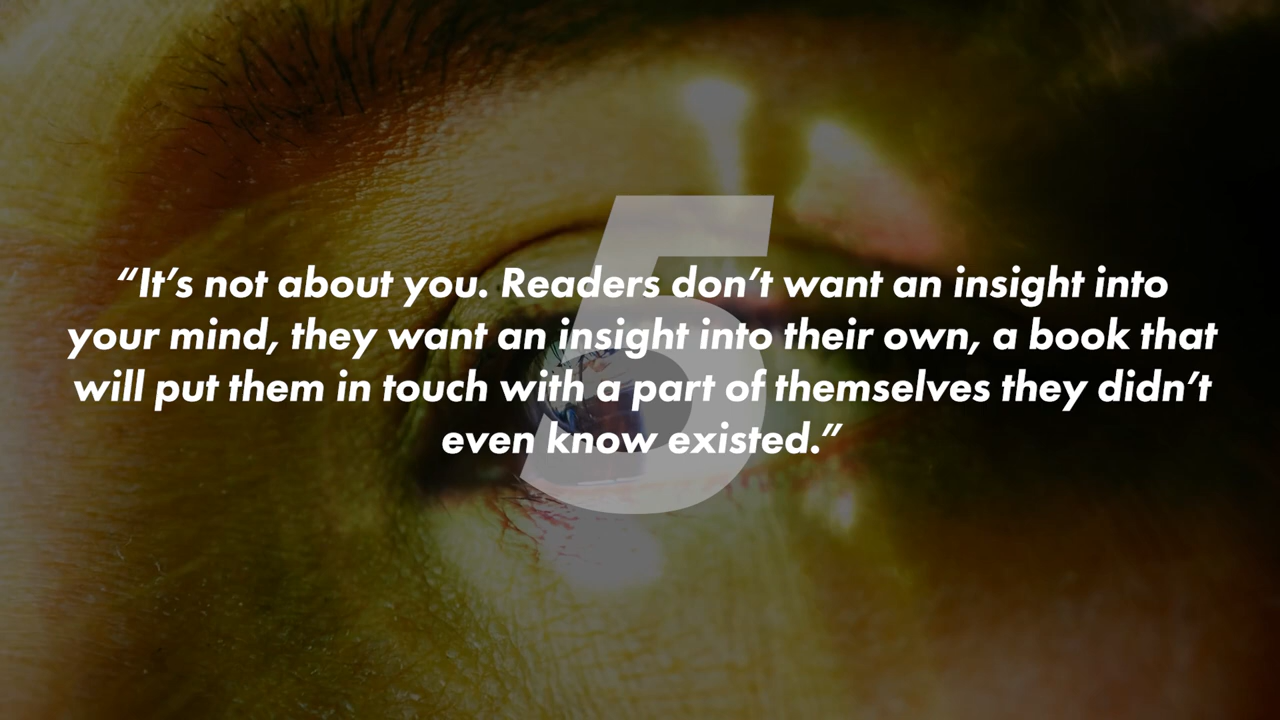 5
“It’s not about you. Readers don’t want an insight into
your mind, they want an insight into their own, a book that
will put them in touch with a part of themselves they didn’t
even know existed.”